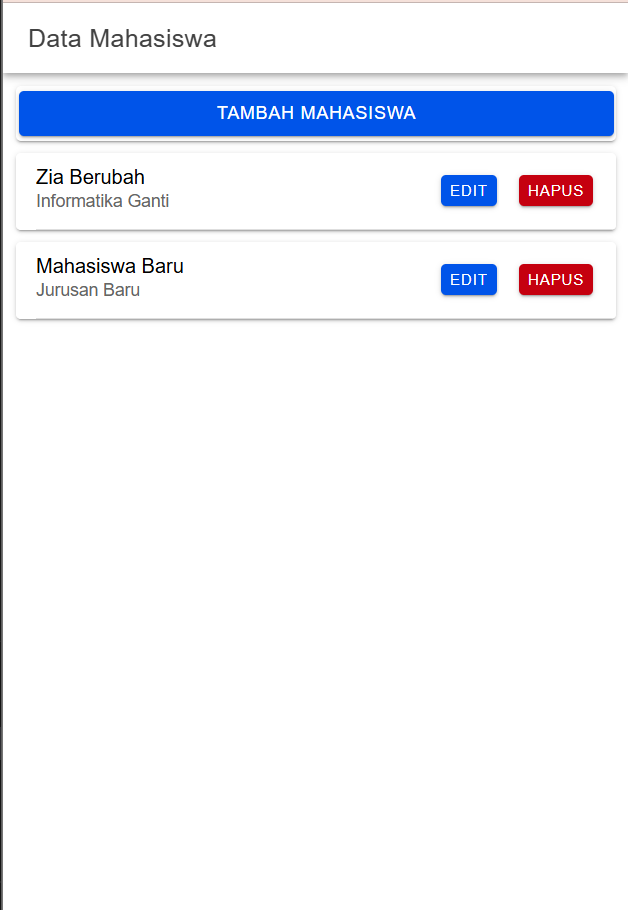 Data Mahasiswa
TAMBAH MAHASISWA
Zia Berubah
Informatika Ganti
EDIT
HAPUS
Mahasiswa Baru
Jurusan Baru
EDIT
HAPUS